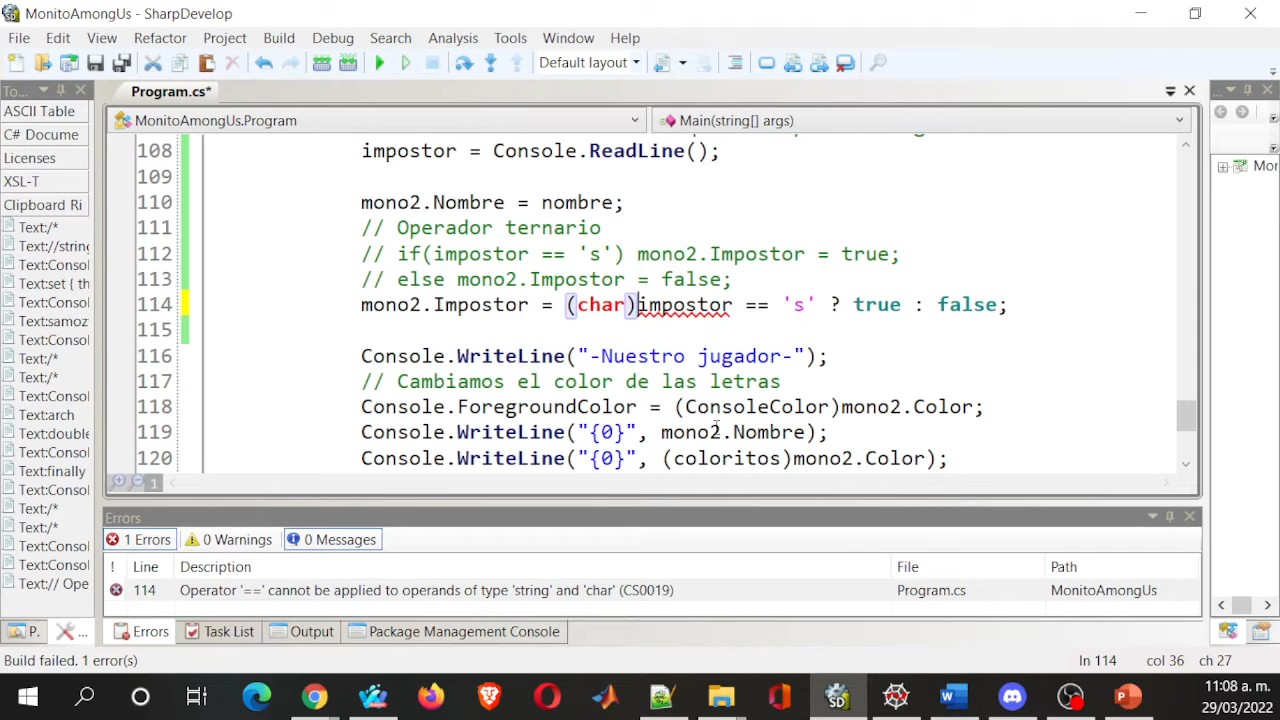 MonitoAmongUs - SharpDevelop
File Edit View Refactor Project Build Debug Search Analysis Tools Window Help
Default layout
To... Program.cs*
ASCII Table
C# Docume
Licenses
XSL-T
Clipboard Ri
Text:/*
Text://string
Text:Consol
Text:set { th
Text:Consol
Text:samoz
Text:Consol
Text:/*
Text:/*
Text:Consol
Text:arch
Text:double
Text:Consol
Text:finally
Text:Consol
Text:/*
Text:/*
Text:Consol
Text:Consol
Text:// Ope
MonitoAmongUs.Program Main(string[] args)
108 impostor = Console.ReadLine();
109
110 mono2.Nombre = nombre;
111 // Operador ternario
112 // if(impostor == 's') mono2.Impostor = true;
113 // else mono2.Impostor = false;
114 mono2.Impostor = (char)impostor == 's' ? true : false;
115
116 Console.WriteLine("-Nuestro jugador-");
117 // Cambiamos el color de las letras
118 Console.ForegroundColor = (ConsoleColor)mono2.Color;
119 Console.WriteLine("{0}", mono2.Nombre);
120 Console.WriteLine("{0}", (coloritos)mono2.Color);
1
Mor
Errors
1 Errors 0 Warnings 0 Messages
! Line Description File Path
114 Operator '==' cannot be applied to operands of type 'string' and 'char' (CS0019) Program.cs MonitoAmongUs
P. ... Errors Task List Output Package Management Console
Build failed. 1 error(s) ln 114 col 36 ch 27
11:08 a. m.
29/03/2022